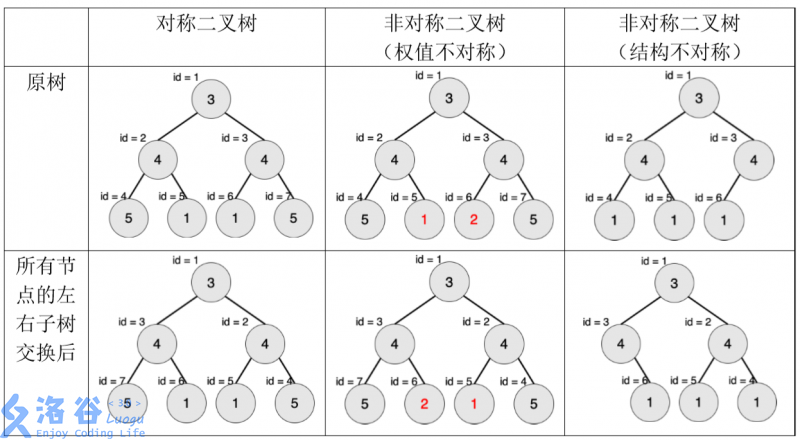 对称二叉树
非对称二叉树
(权值不对称)
非对称二叉树
(结构不对称)
原树
id = 1
3
id = 2
id = 3
4
4
id = 4
id = 5
id = 6
id = 7
5
1
1
5
id = 1
3
id = 2
id = 3
4
4
id = 4
id = 5
id = 6
id = 7
5
1
2
5
id = 1
3
id = 2
id = 3
4
4
id = 4
id = 5
id = 6
1
1
1
所有节
点的左
右子树
交换后
id = 1
3
id = 3
id = 2
4
4
id = 7
id = 6
id = 5
id = 4
5
1
1
5
id = 1
3
id = 3
id = 2
4
4
id = 7
id = 6
id = 5
id = 4
5
2
1
5
id = 1
3
id = 3
id = 2
4
4
id = 6
id = 5
id = 4
1
1
1
洛谷
Luogu
Enjoy Coding Life